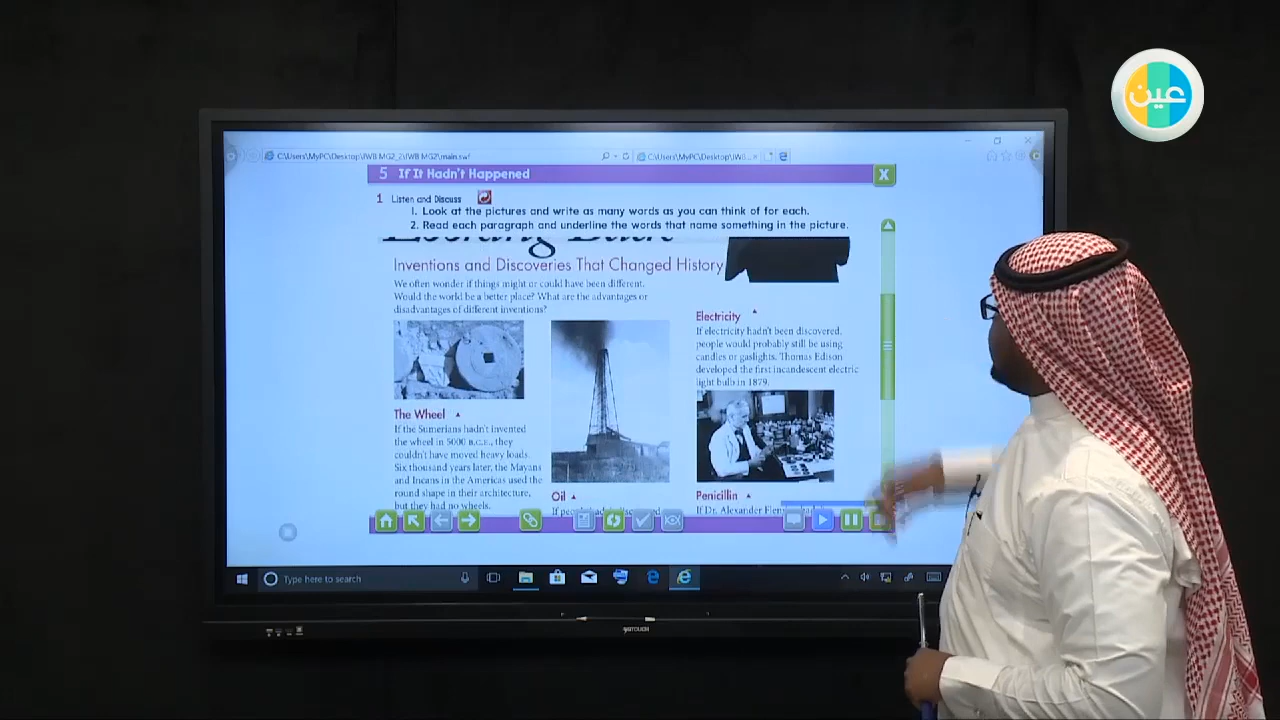 عين
C:\Users\MyPC\Desktop\IWB MG2_2\IWB MG2\main.swf
C:\Users\MyPC\Desktop\IWB...
5 If It Hadn't Happened
X
1 Listen and Discuss
1. Look at the pictures and write as many words as you can think of for each.
2. Read each paragraph and underline the words that name something in the picture.
Looking Back
Inventions and Discoveries That Changed History
We often wonder if things might or could have been different.
Would the world be a better place? What are the advantages or
disadvantages of different inventions?
The Wheel
If the Sumerians hadn't invented
the wheel in 5000 B.C.E., they
couldn't have moved heavy loads.
Six thousand years later, the Mayans
and Incans in the Americas used the
round shape in their architecture,
but they had no wheels.
Oil
Electricity
If electricity hadn't been discovered,
people would probably still be using
candles or gaslights. Thomas Edison
developed the first incandescent electric
light bulb in 1879.
Penicillin
If Dr. Alexander
Type here to search